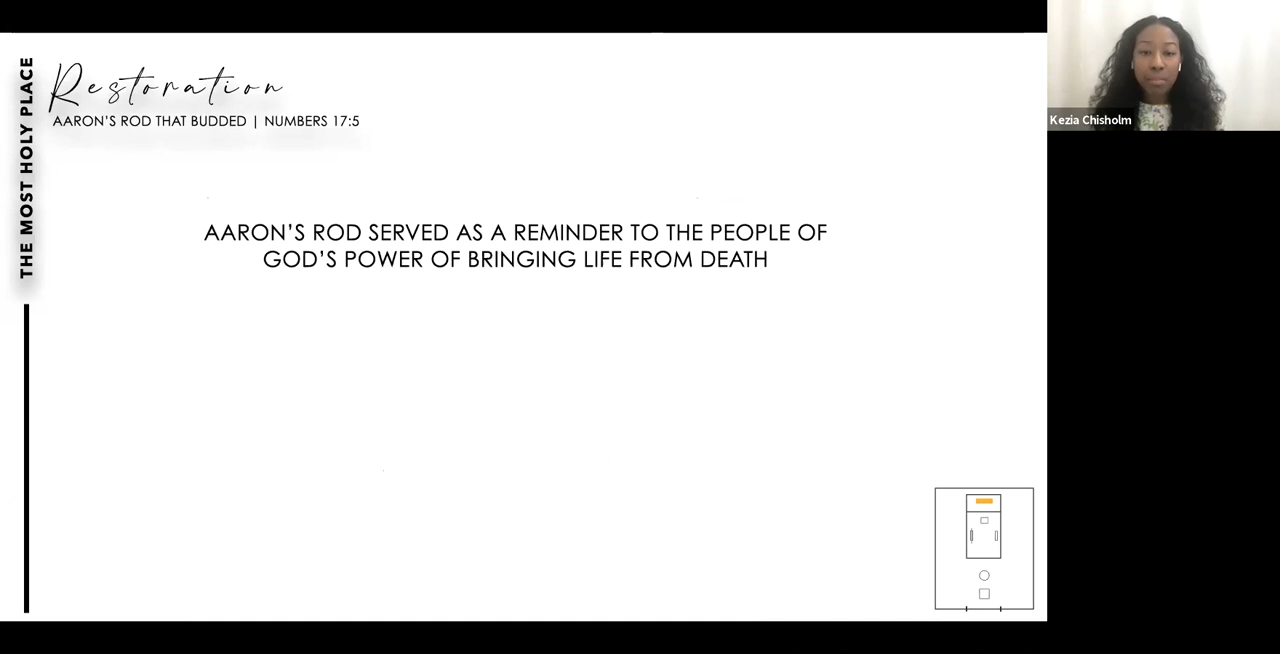 THE MOST HOLY PLACE
Restoration
AARON'S ROD THAT BUDDED | NUMBERS 17:5
AARON'S ROD SERVED AS A REMINDER TO THE PEOPLE OF
GOD'S POWER OF BRINGING LIFE FROM DEATH
Kezia Chisholm